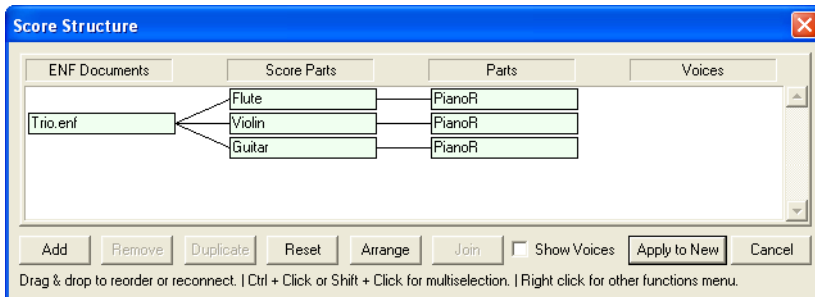 Score Structure
ENF Documents Score Parts Parts Voices
Flute PianoR
Trio.enf Violin PianoR
Guitar PianoR
Add Remove Duplicate Reset Arrange Join Show Voices Apply to New Cancel
Drag & drop to reorder or reconnect. | Ctrl + Click or Shift + Click for multiselection. | Right click for other functions menu.